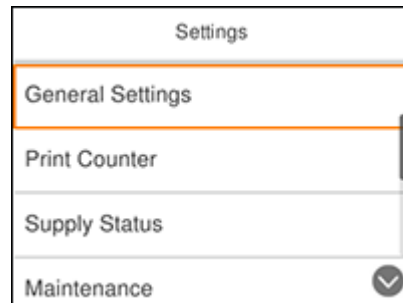 Settings
General Settings
Print Counter
Supply Status
Maintenance